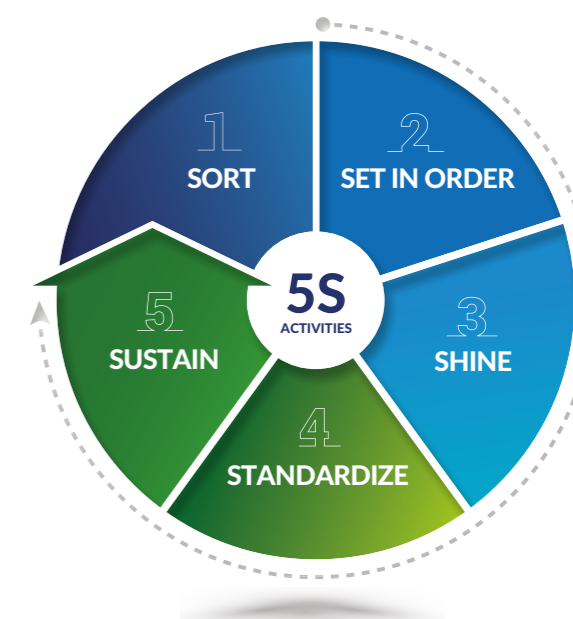 1
SORT
2
SET IN ORDER
3
SHINE
4
STANDARDIZE
5
SUSTAIN
5S
ACTIVITIES